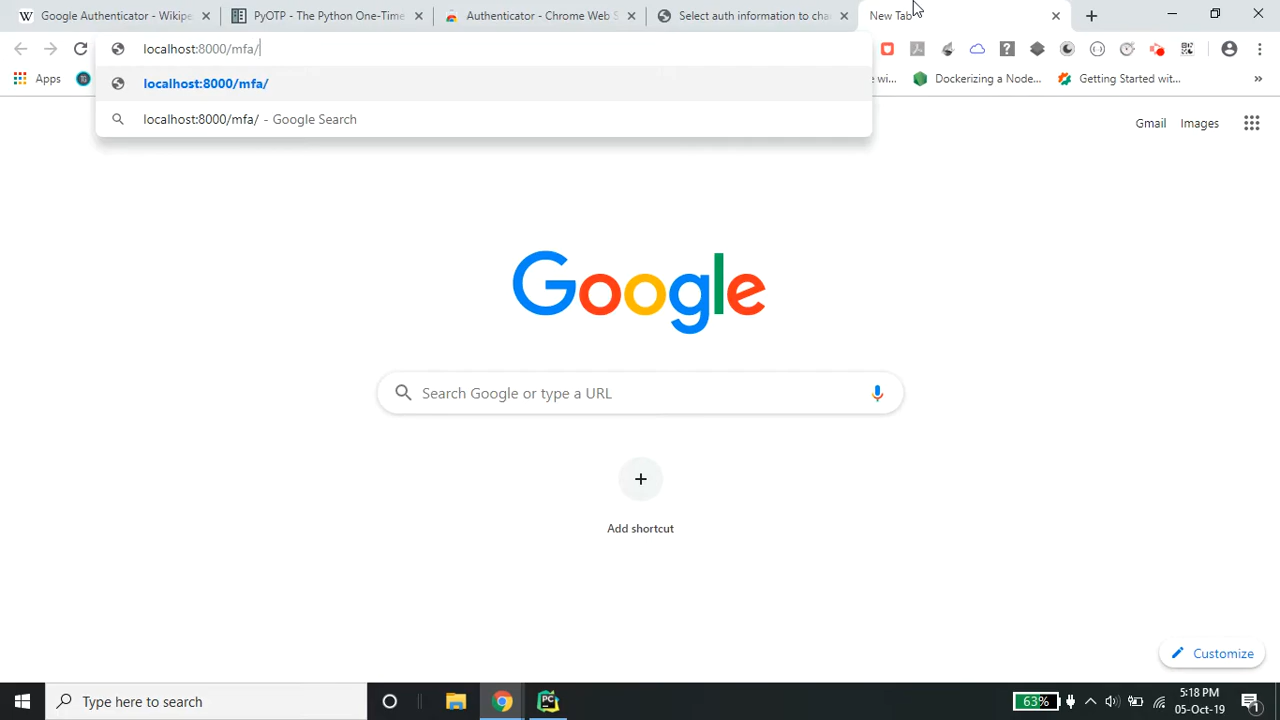 Google Authenticator - Wikipe
PyOTP - The Python One-Time
Authenticator - Chrome Web S
Select auth information to cha
New Tab
localhost:8000/mfa/
Apps
e wi...
Dockerizing a Node...
Getting Started wit...
localhost:8000/mfa/
localhost:8000/mfa/ - Google Search
Gmail
Images
Google
Search Google or type a URL
Add shortcut
Customize
Type here to search
PC
63%
5:18 PM
05-Oct-19
1